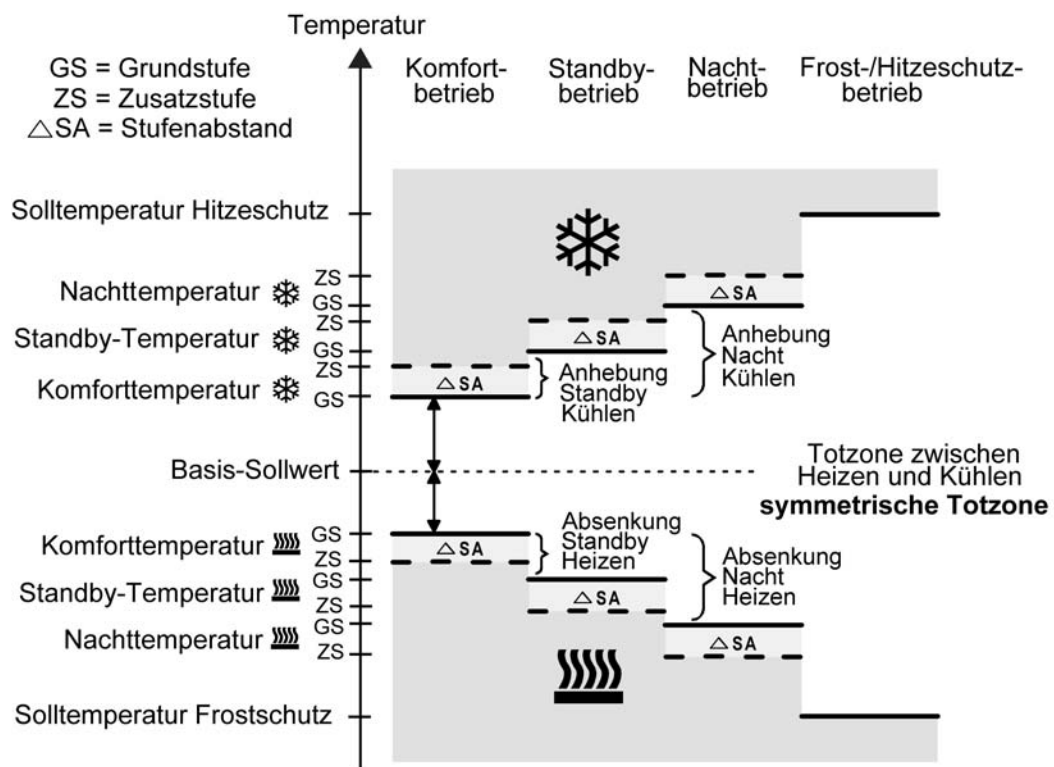 Temperatur
GS = Grundstufe
ZS = Zusatzstufe
△SA = Stufenabstand
Komfort-
betrieb
Standby-
betrieb
Nacht-
betrieb
Frost-/Hitzeschutz-
betrieb
Solltemperatur Hitzeschutz
Nachttemperatur
ZS
GS
△SA
Standby-Temperatur
ZS
GS
△SA
Komforttemperatur
ZS
GS
△SA
Anhebung
Standby
Kühlen
Anhebung
Nacht
Kühlen
Basis-Sollwert
Totzone zwischen
Heizen und Kühlen
symmetrische Totzone
Komforttemperatur
GS
ZS
△SA
Absenkung
Standby
Heizen
Absenkung
Nacht
Heizen
Standby-Temperatur
GS
ZS
△SA
Nachttemperatur
GS
ZS
△SA
Solltemperatur Frostschutz